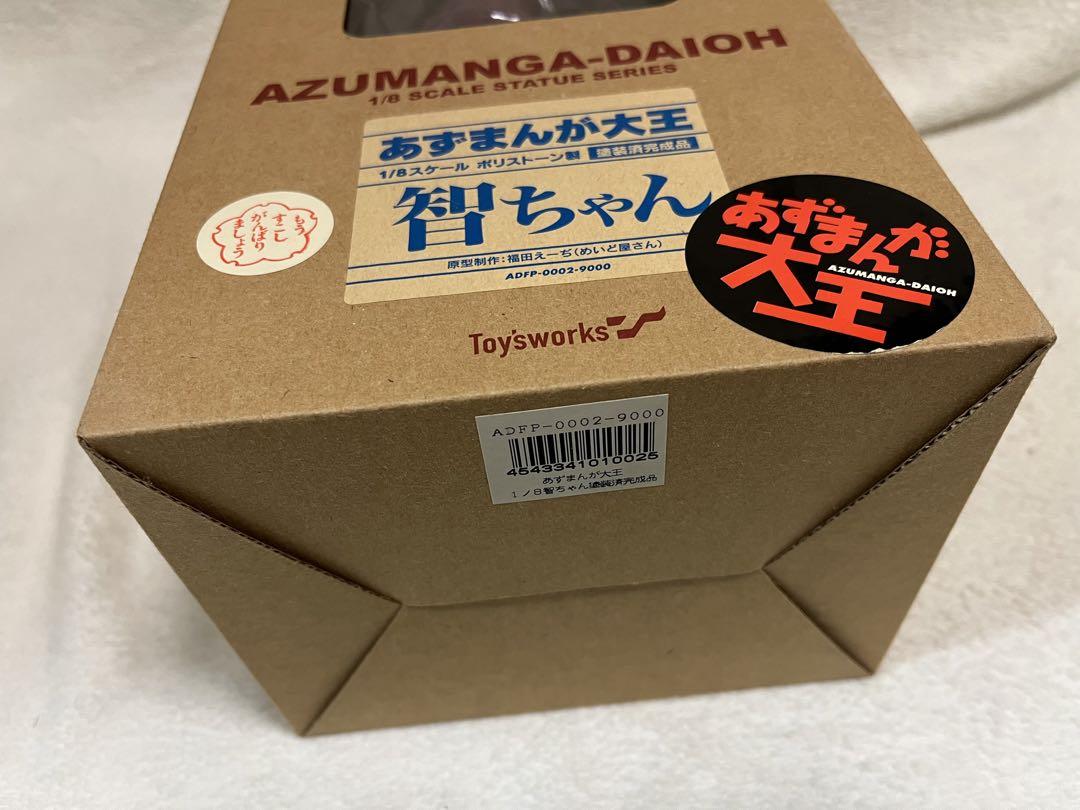 AZUMANGA-DAIOH
1/8 SCALE STATUE SERIES
あずまんが大王
1/8スケール ポリストーン製 塗装済完成品
智ちゃん
原型制作：福田えーぢ（めいど屋さん）
ADFP-0002-9000
もう
すこし
がんばり
ましょう
あずまんが
大王
AZUMANGA-DAIOH
Toy'sworks
ADFP-0002-9000
4543341010025
あずまんが大王
1/8智ちゃん塗装済完成品